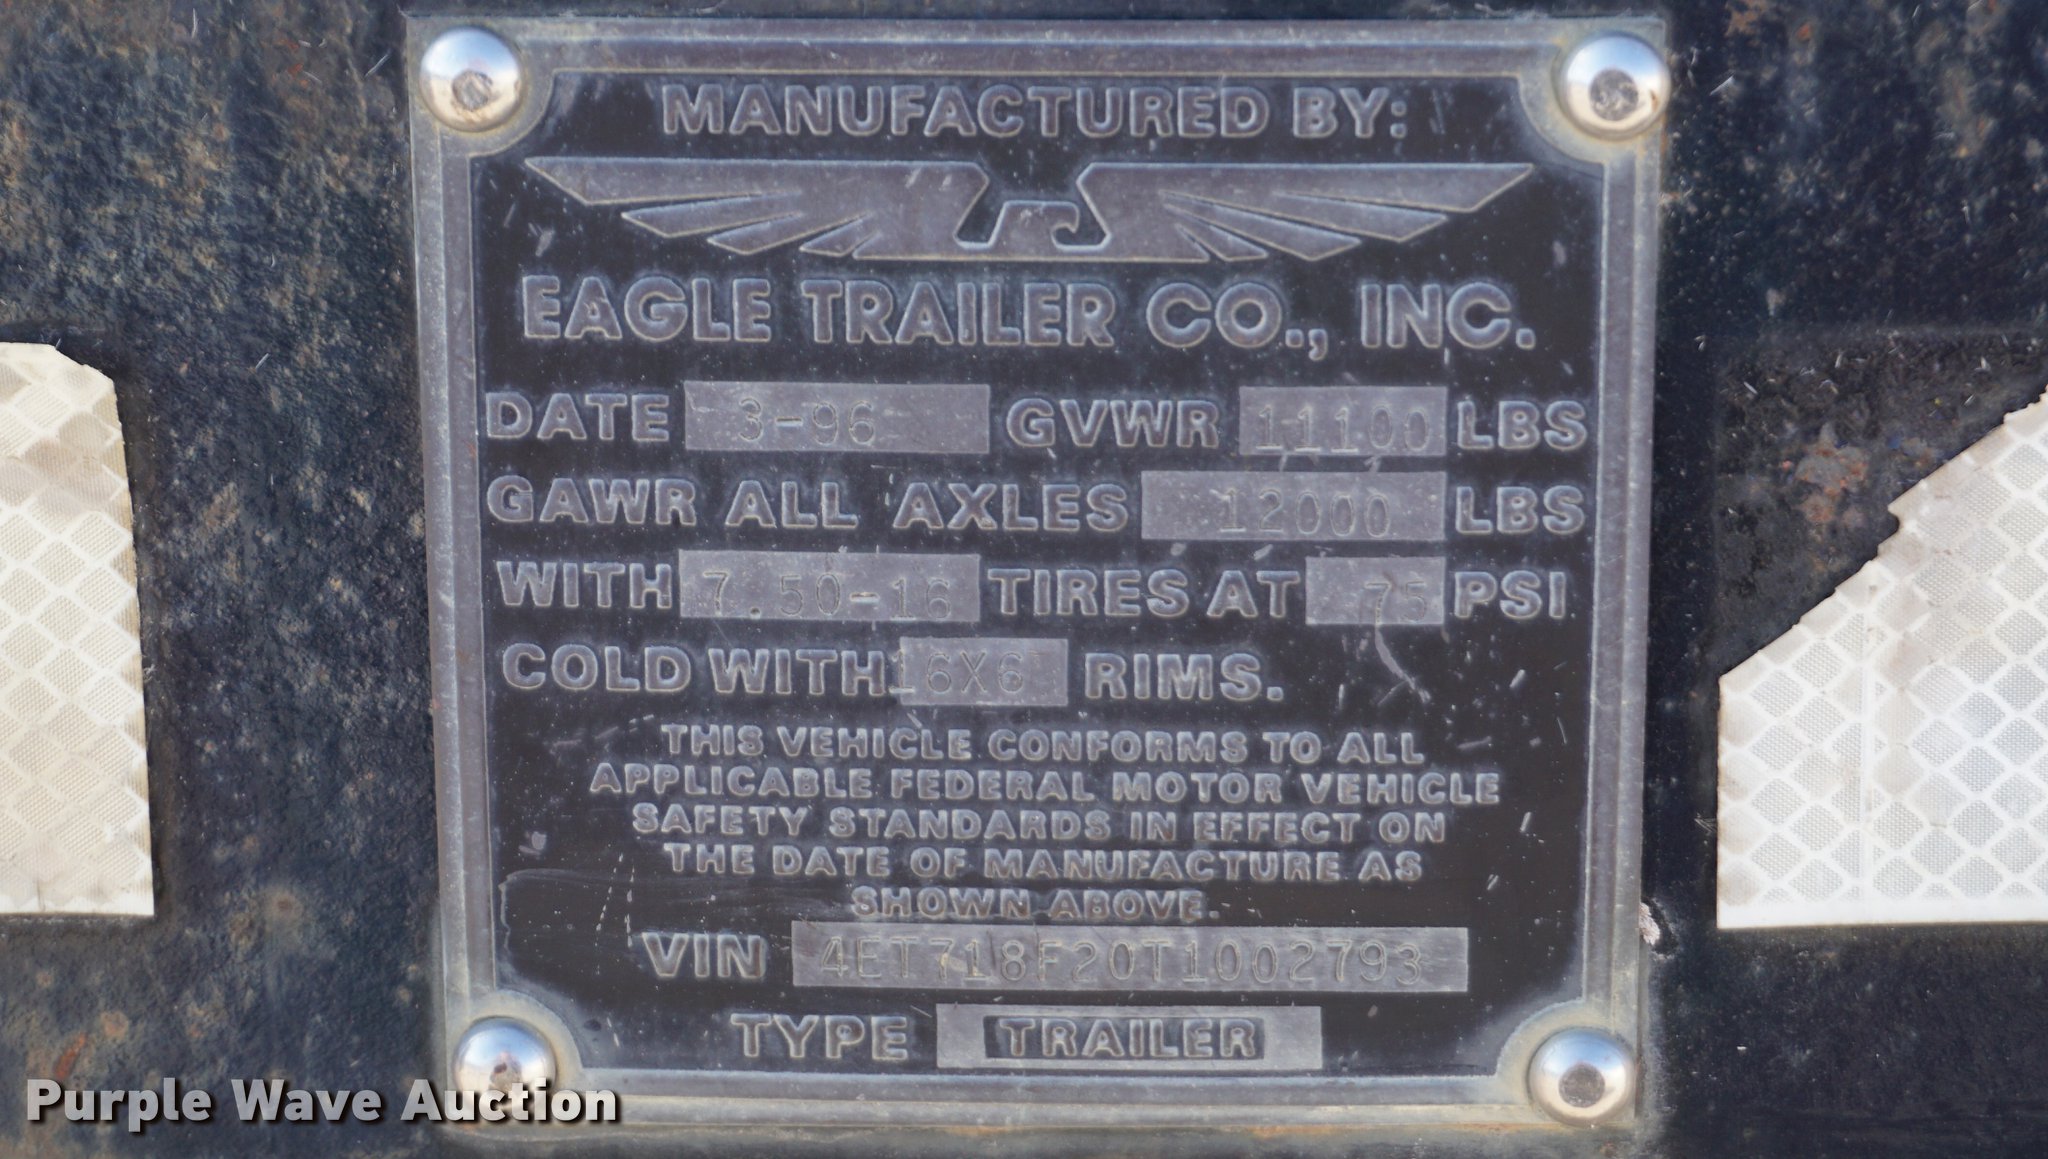 MANUFACTURED BY:
EAGLE TRAILER CO., INC.
DATE 3-96 GVWR 11100 LBS
GAWR ALL AXLES 12000 LBS
WITH 7.50-16 TIRES AT 75 PSI
COLD WITH 16X6 RIMS.
THIS VEHICLE CONFORMS TO ALL
APPLICABLE FEDERAL MOTOR VEHICLE
SAFETY STANDARDS IN EFFECT ON
THE DATE OF MANUFACTURE AS
SHOWN ABOVE.
VIN 4ET718F20T1002793
TYPE TRAILER
Purple Wave Auction